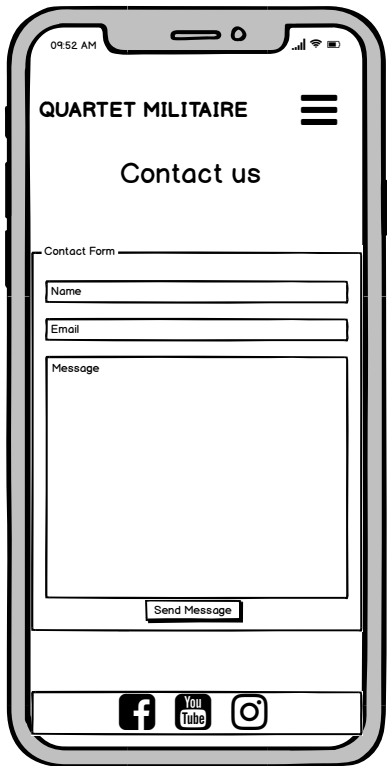 09:52 AM
QUARTET MILITAIRE
Contact us
Contact Form
Name
Email
Message
Send Message
You
Tube